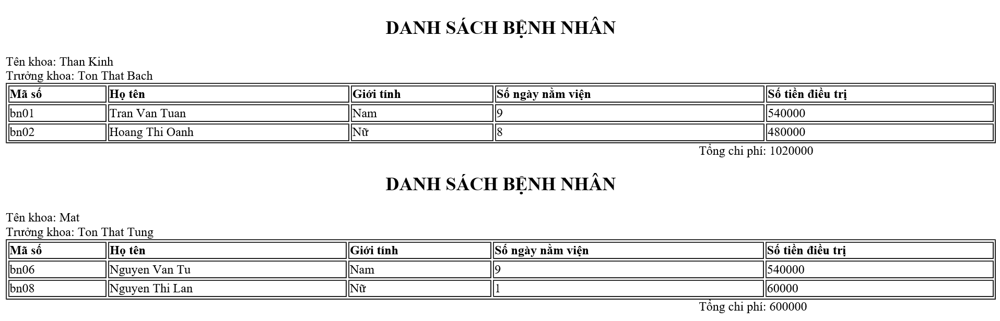 DANH SÁCH BỆNH NHÂN
Tên khoa: Than Kinh
Trưởng khoa: Ton That Bach
Mã số Họ tên Giới tính Số ngày nằm viện Số tiền điều trị
bn01 Tran Van Tuan Nam 9 540000
bn02 Hoang Thi Oanh Nữ 8 480000
Tổng chi phí: 1020000
DANH SÁCH BỆNH NHÂN
Tên khoa: Mat
Trưởng khoa: Ton That Tung
Mã số Họ tên Giới tính Số ngày nằm viện Số tiền điều trị
bn06 Nguyen Van Tu Nam 9 540000
bn08 Nguyen Thi Lan Nữ 1 60000
Tổng chi phí: 600000